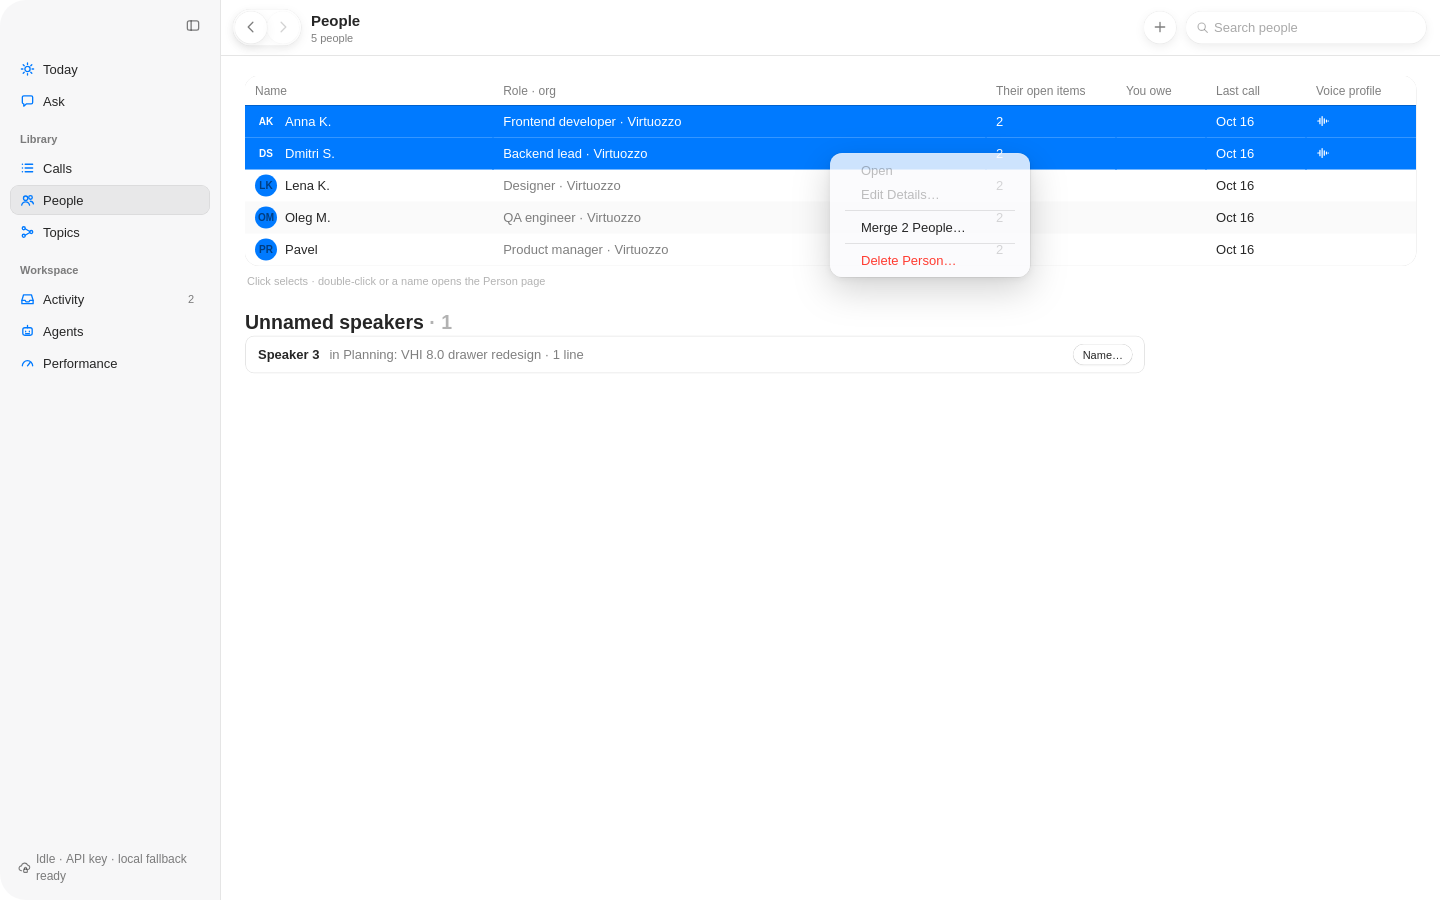 People
5 people
Search people
Today
Ask
Library
Calls
People
Topics
Workspace
Activity 2
Agents
Performance
Idle · API key · local fallback
ready
Name Role · org Their open items You owe Last call Voice profile
AK Anna K. Frontend developer · Virtuozzo 2 Oct 16
DS Dmitri S. Backend lead · Virtuozzo 2 Oct 16
LK Lena K. Designer · Virtuozzo 2 Oct 16
OM Oleg M. QA engineer · Virtuozzo 2 Oct 16
PR Pavel Product manager · Virtuozzo 2 Oct 16
Open
Edit Details…
Merge 2 People…
Delete Person…
Click selects · double-click or a name opens the Person page
Unnamed speakers · 1
Speaker 3 in Planning: VHI 8.0 drawer redesign · 1 line Name…